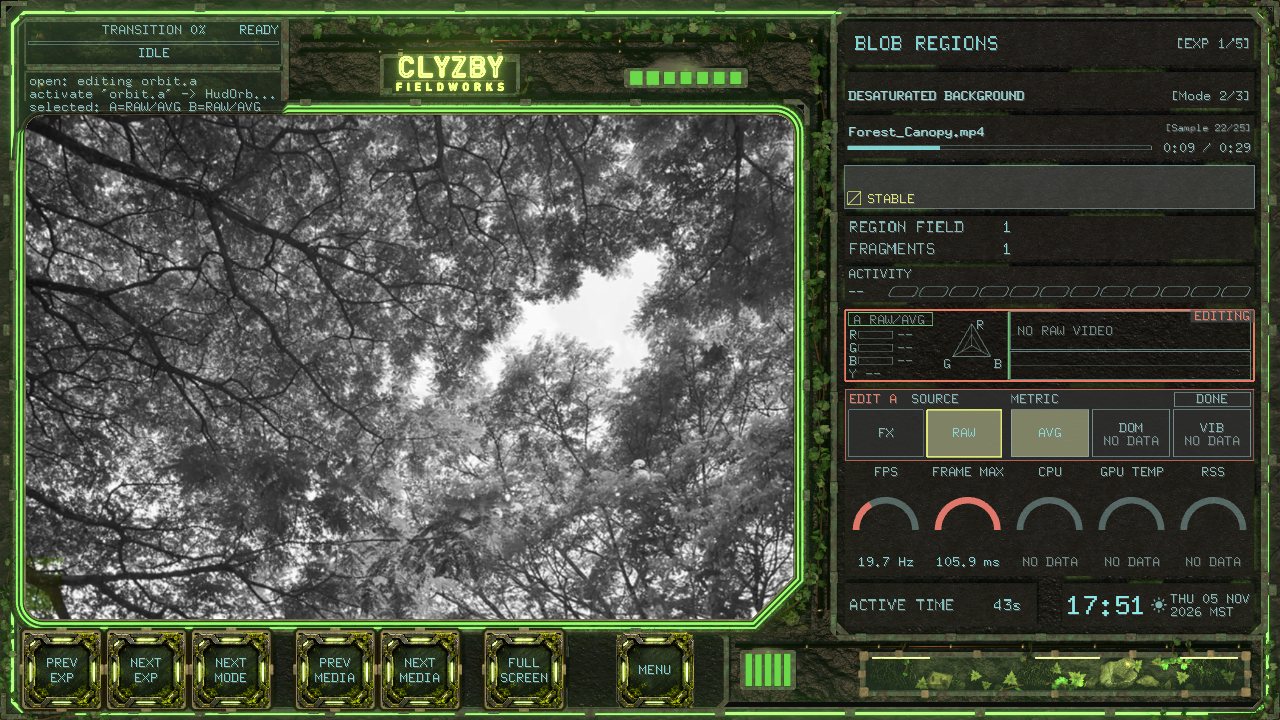 TRANSITION 0% READY
IDLE
open: editing orbit.a
activate "orbit.a" -> HudOrb...
selected: A=RAW/AVG B=RAW/AVG
CLYZBY
FIELDWORKS
BLOB REGIONS [EXP 1/5]
DESATURATED BACKGROUND [Mode 2/3]
Forest_Canopy.mp4 [Sample 22/25]
0:09 / 0:29
STABLE
REGION FIELD 1
FRAGMENTS 1
ACTIVITY
--
EDITING
A RAW/AVG
R --
G --
B --
Y --
R
G B
NO RAW VIDEO
EDIT A SOURCE METRIC DONE
FX RAW AVG DOM NO DATA VIB NO DATA
FPS FRAME MAX CPU GPU TEMP RSS
19.7 Hz 105.9 ms NO DATA NO DATA NO DATA
ACTIVE TIME 43s
17:51 THU 05 NOV 2026 MST
PREV EXP
NEXT EXP
NEXT MODE
PREV MEDIA
NEXT MEDIA
FULL SCREEN
MENU